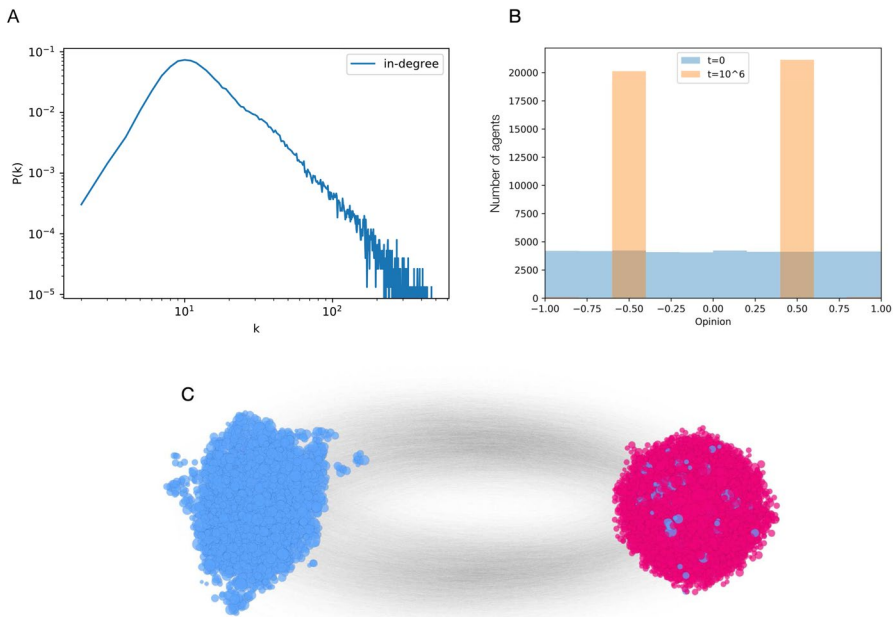 A
10^-1
10^-2
10^-3
10^-4
10^-5
P(k)
10^1
10^2
k
in-degree
B
20000
17500
15000
12500
10000
7500
5000
2500
0
Number of agents
−1.00 −0.75 −0.50 −0.25 0.00 0.25 0.50 0.75 1.00
Opinion
t=0
t=10^6
C